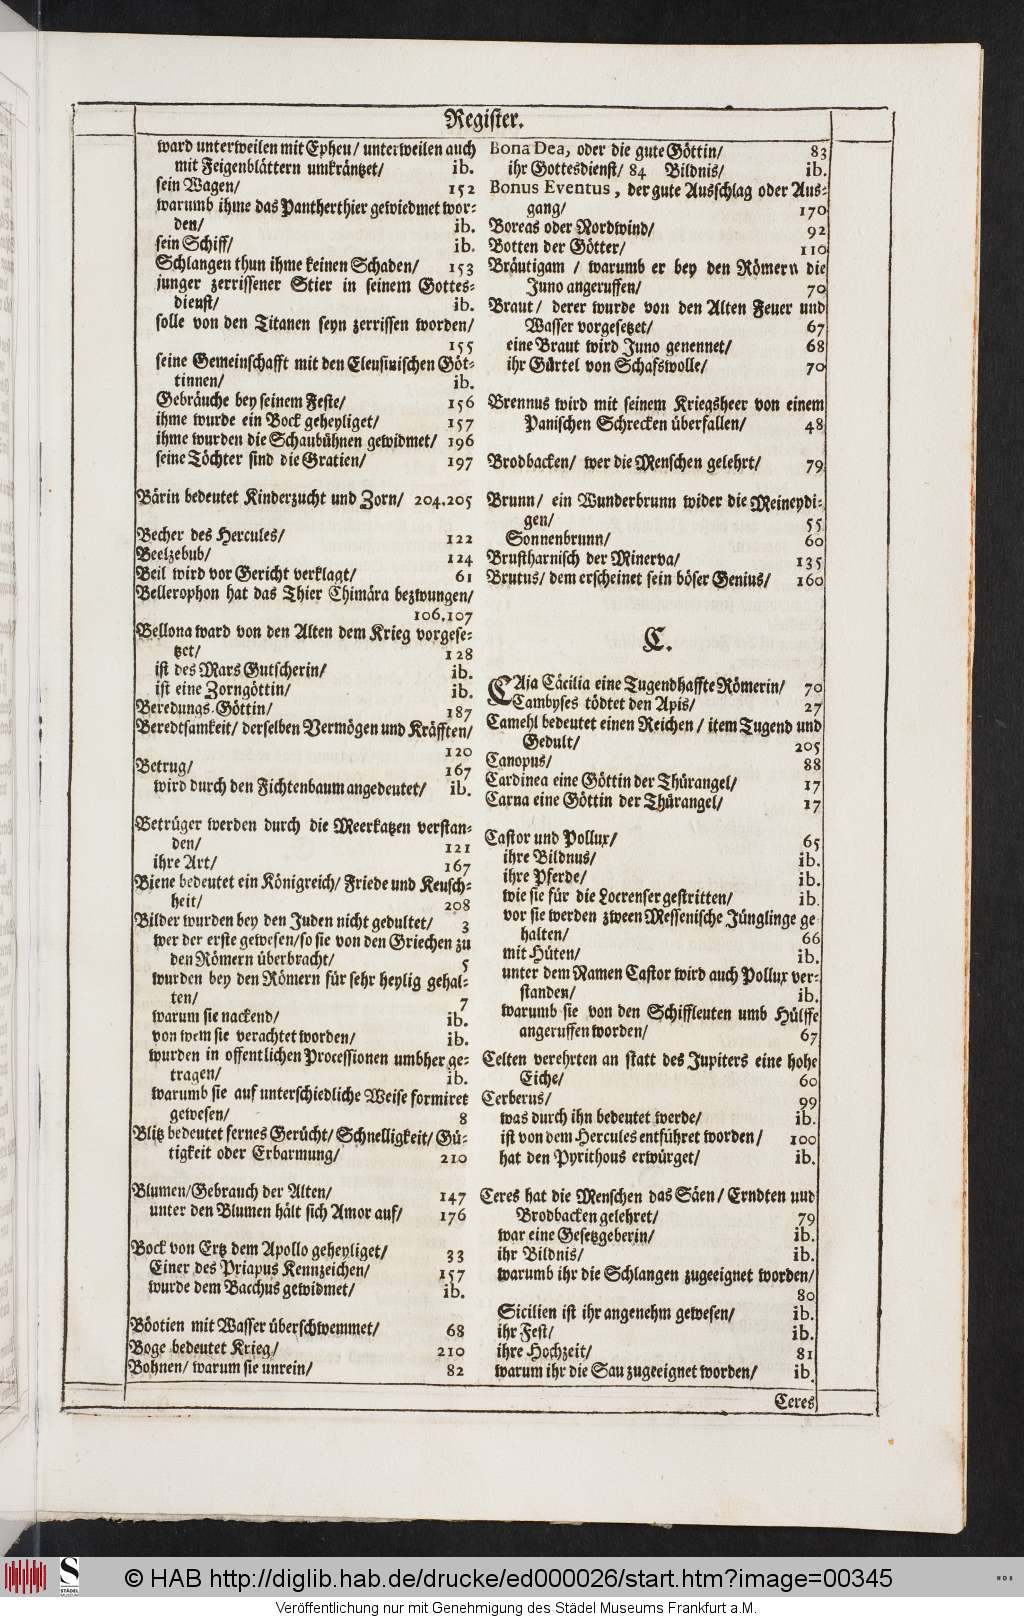 Register.
ward unterweilen mit Epheu/ unterweilen auch
mit Feigenblättern umkräntzet/ ib.
sein Wagen/ 152
warumb ihme das Pantherthier gewiedmet wor-
den/ ib.
sein Schiff/ ib.
Schlangen thun ihme keinen Schaden/ 153
junger zerrissener Stier in seinem Gottes-
dienst/ ib.
solle von den Titanen seyn zerrissen worden/
155
seine Gemeinschafft mit den Eleusinischen Göt-
tinnen/ ib.
Gebräuche bey seinem Feste/ 156
ihme wurde ein Bock geheyliget/ 157
ihme wurden die Schaubühnen gewidmet/ 196
seine Töchter sind die Gratien/ 197
Bärin bedeutet Kinderzucht und Zorn/ 204.205
Becher des Hercules/ 122
Beelzebub/ 124
Beil wird vor Gericht verklagt/ 61
Bellerophon hat das Thier Chimära bezwungen/
106.107
Bellona ward von den Alten dem Krieg vorgese-
tzet/ 128
ist des Mars Gutscherin/ ib.
ist eine Zorngöttin/ ib.
Beredungs-Göttin/ 187
Beredtsamkeit/ derselben Vermögen und Kräfften/
120
Betrug/ 167
wird durch den Fichtenbaum angedeutet/ ib.
Betrüger werden durch die Meerkatzen verstan-
den/ 121
ihre Art/ 167
Biene bedeutet ein Königreich/ Friede und Keusch-
heit/ 208
Bilder wurden bey den Juden nicht gedultet/ 3
wer der erste gewesen/ so sie von den Griechen zu
den Römern überbracht/ 5
wurden bey den Römern für sehr heylig gehal-
ten/ 7
warum sie nackend/ ib.
von wem sie verachtet worden/ ib.
wurden in offentlichen Processionen umbher ge-
tragen/ ib.
warumb sie auf unterschiedliche Weise formiret
gewesen/ 8
Blitz bedeutet fernes Gerücht/ Schnelligkeit/ Gü-
tigkeit oder Erbarmung/ 210
Blumen/ Gebrauch der Alten/ 147
unter den Blumen hält sich Amor auf/ 176
Bock von Ertz dem Apollo geheyliget/ 33
Einer des Priapus Kennzeichen/ 157
wurde dem Bacchus gewidmet/ ib.
Böotien mit Wasser überschwemmet/ 68
Boge bedeutet Krieg/ 210
Bohnen/ warum sie unrein/ 82
Bona Dea, oder die gute Göttin/ 83
ihr Gottesdienst/ 84 Bildnis/ ib.
Bonus Eventus, der gute Ausschlag oder Aus-
gang/ 170
Boreas oder Nordwind/ 92
Botten der Götter/ 110
Bräutigam / warumb er bey den Römern die
Juno angeruffen/ 70
Braut/ derer wurde von den Alten Feuer und
Wasser vorgesetzet/ 67
eine Braut wird Juno genennet/ 68
ihr Gürtel von Schafswolle/ 70
Brennus wird mit seinem Kriegsheer von einem
Panischen Schrecken überfallen/ 48
Brodbacken/ wer die Menschen gelehrt/ 79
Brunn/ ein Wunderbrunn wider die Meineydi-
gen/ 55
Sonnenbrunn/ 60
Brustharnisch der Minerva/ 135
Brutus/ dem erscheinet sein böser Genius/ 160
C.
CAja Cäcilia eine Tugendhaffte Römerin/ 70
Cambyses tödtet den Apis/ 27
Camehl bedeutet einen Reichen / item Tugend und
Gedult/ 205
Canopus/ 88
Cardinea eine Göttin der Thürangel/ 17
Carna eine Göttin der Thürangel/ 17
Castor und Pollux/ 65
ihre Bildnus/ ib.
ihre Pferde/ ib.
wie sie für die Locrenser gestritten/ ib.
vor sie werden zween Messenische Jünglinge ge
halten/ 66
mit Hüten/ ib.
unter dem Namen Castor wird auch Pollux ver-
standen/ ib.
warumb sie von den Schiffleuten umb Hülffe
angeruffen worden/ 67
Celten verehrten an statt des Jupiters eine hohe
Eiche/ 60
Cerberus/ 99
was durch ihn bedeutet werde/ ib.
ist von dem Hercules entführet worden/ 100
hat den Pyrithous erwürget/ ib.
Ceres hat die Menschen das Säen/ Erndten und
Brodbacken gelehret/ 79
war eine Gesetzgeberin/ ib.
ihr Bildnis/ ib.
warumb ihr die Schlangen zugeeignet worden/
80
Sicilien ist ihr angenehm gewesen/ ib.
ihr Fest/ ib.
ihre Hochzeit/ 81
warum ihr die Sau zugeeignet worden/ ib.
Ceres
STÄDEL MUSEUM
© HAB http://diglib.hab.de/drucke/ed000026/start.htm?image=00345
WDB
Veröffentlichung nur mit Genehmigung des Städel Museums Frankfurt a.M.